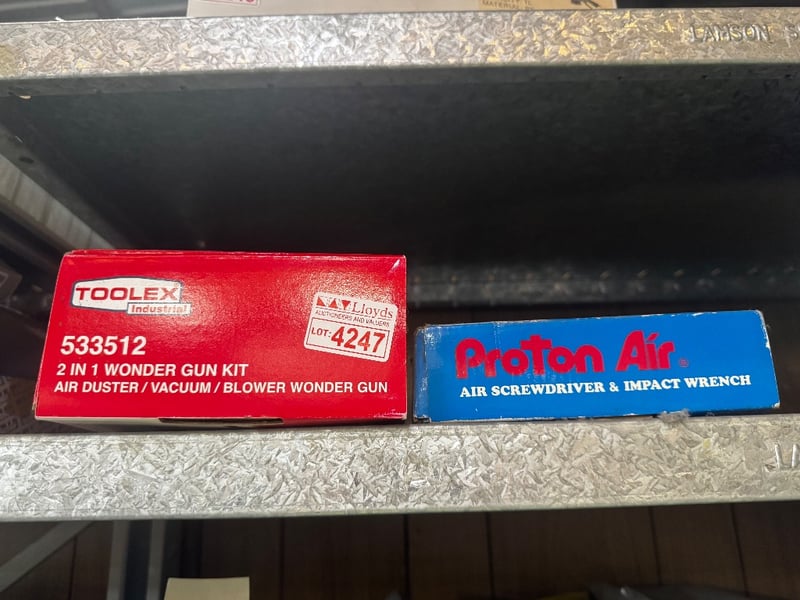 LAMSON
TOOLEX
Industrial
533512
2 IN 1 WONDER GUN KIT
AIR DUSTER / VACUUM / BLOWER WONDER GUN
Lloyds
AUCTIONEERS AND VALUERS
LOT: 4247
ProTon Air
AIR SCREWDRIVER & IMPACT WRENCH